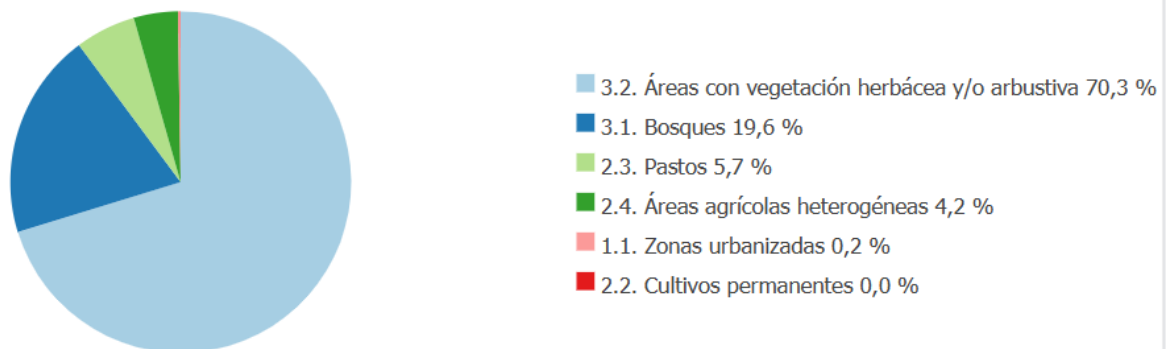 3.2. Áreas con vegetación herbácea y/o arbustiva 70,3 %
3.1. Bosques 19,6 %
2.3. Pastos 5,7 %
2.4. Áreas agrícolas heterogéneas 4,2 %
1.1. Zonas urbanizadas 0,2 %
2.2. Cultivos permanentes 0,0 %